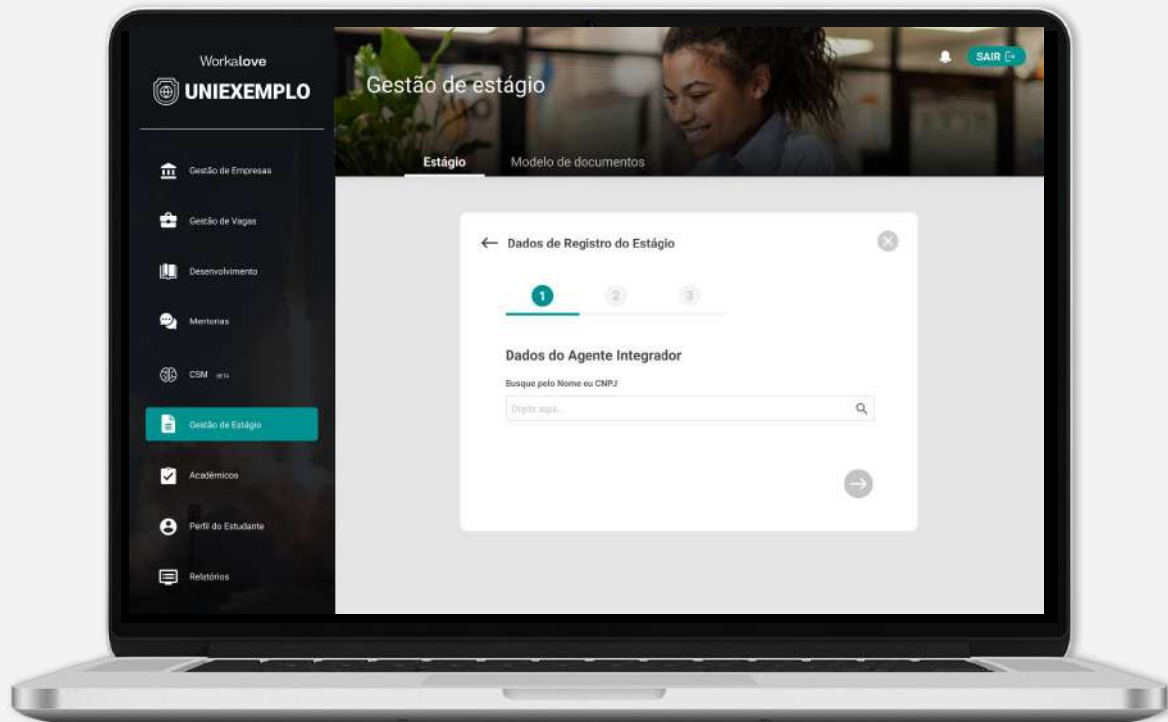 Workalove
UNIEXEMPLO
Gestão de Empresas
Gestão de Vagas
Desenvolvimento
Mentorias
CSM BETA
Gestão de Estágio
Acadêmicos
Perfil do Estudante
Relatórios
Gestão de estágio
SAIR
Estágio Modelo de documentos
Dados de Registro do Estágio
1 2 3
Dados do Agente Integrador
Busque pelo Nome ou CNPJ
Digite aqui...